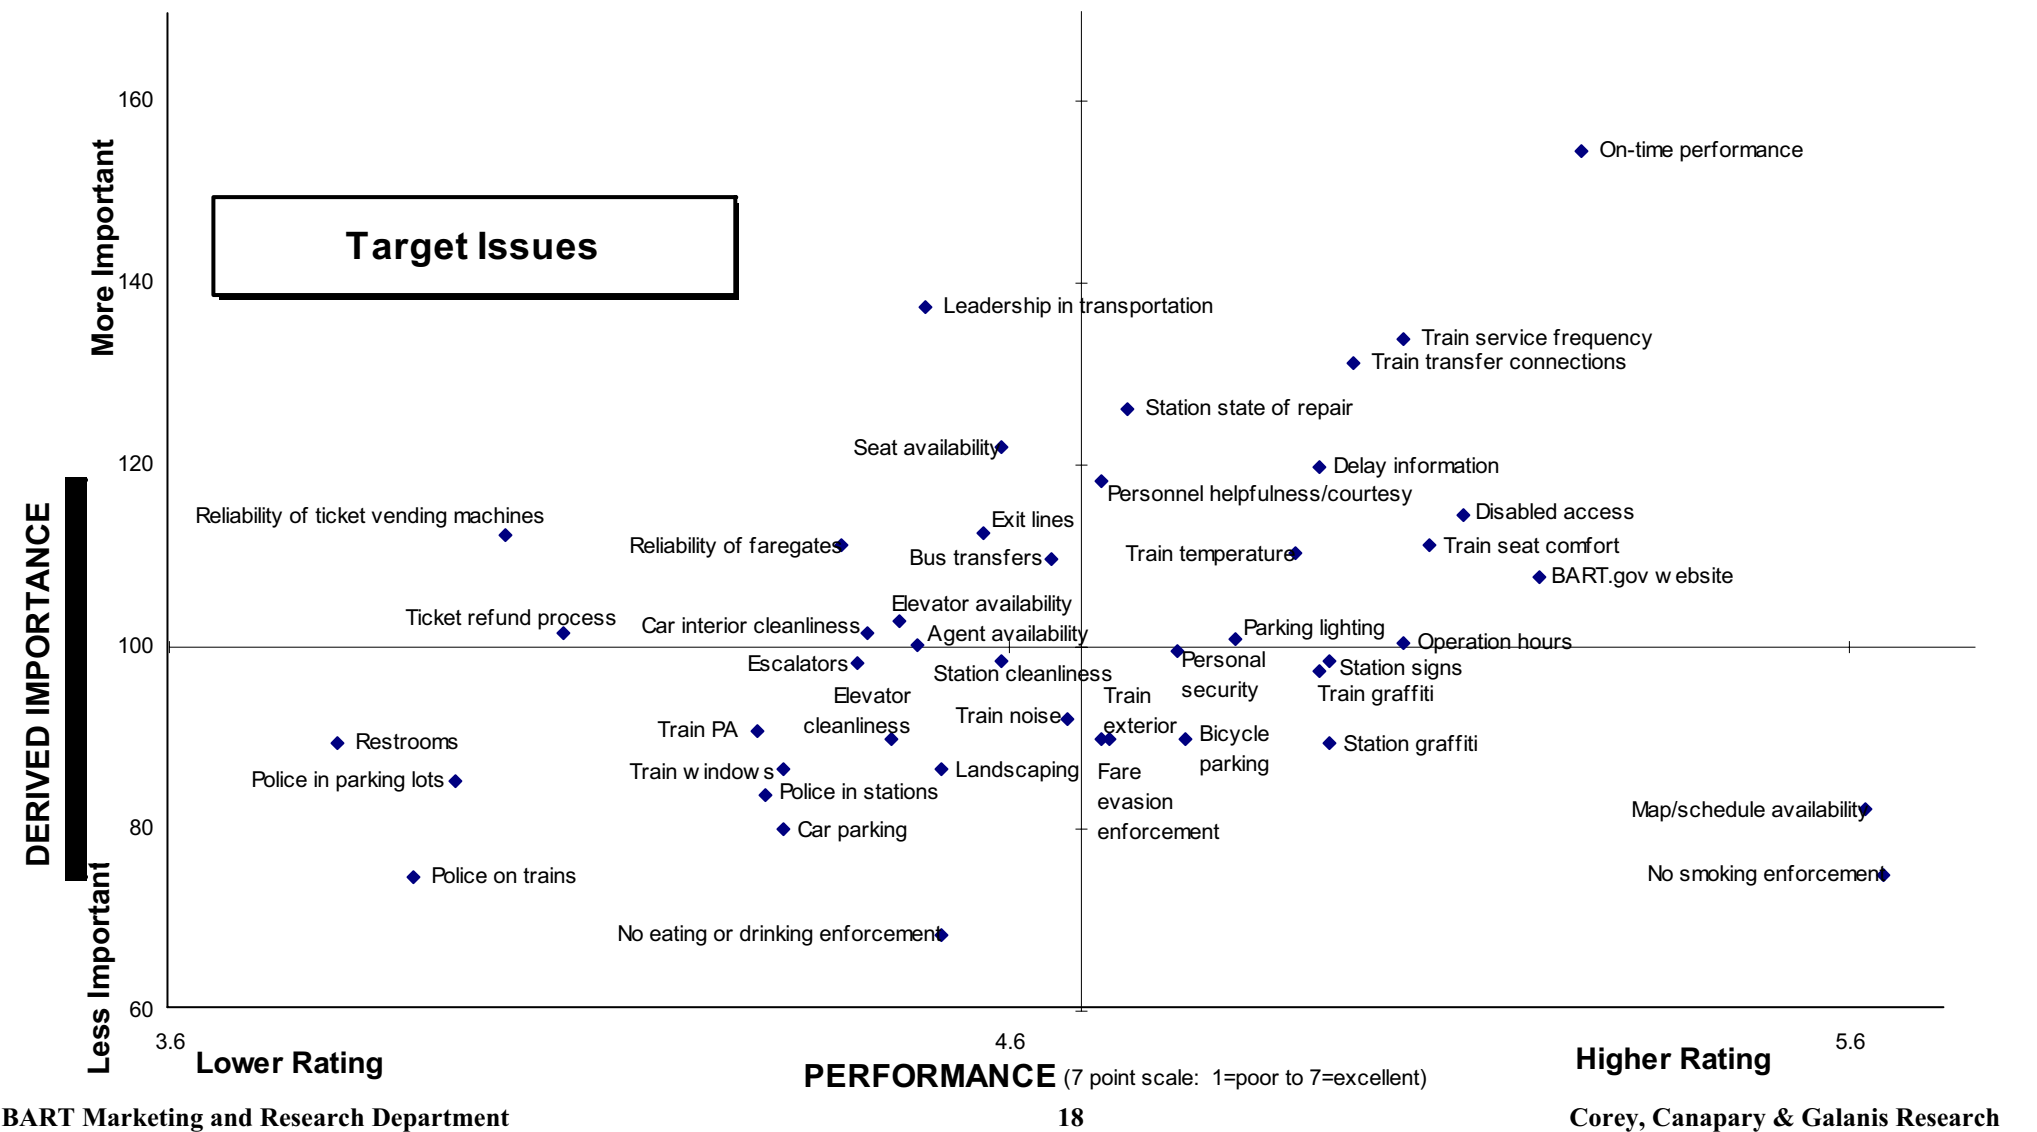 160
On-time performance
More Important
Target Issues
140
Leadership in transportation
Train service frequency
Train transfer connections
Station state of repair
Seat availability
120
Delay information
Personnel helpfulness/courtesy
Reliability of ticket vending machines
Exit lines
Disabled access
Reliability of faregates
Bus transfers
Train temperature
Train seat comfort
BART.gov website
DERIVED IMPORTANCE
Elevator availability
Ticket refund process
Car interior cleanliness
Agent availability
Parking lighting
Operation hours
100
Escalators
Station cleanliness
Personal
security
Station signs
Train graffiti
Elevator
cleanliness
Train noise
Train
exterior
Train PA
Restrooms
Bicycle
parking
Station graffiti
Police in parking lots
Train windows
Landscaping
Fare
evasion
enforcement
Police in stations
Map/schedule availability
80
Car parking
Police on trains
No smoking enforcement
No eating or drinking enforcement
Less Important
60
3.6
4.6
5.6
Lower Rating
Higher Rating
PERFORMANCE (7 point scale: 1=poor to 7=excellent)
BART Marketing and Research Department
18
Corey, Canapary & Galanis Research